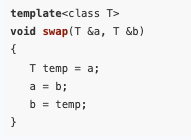 template<class T>
void swap(T &a, T &b)
{
   T temp = a;
   a = b;
   b = temp;
}